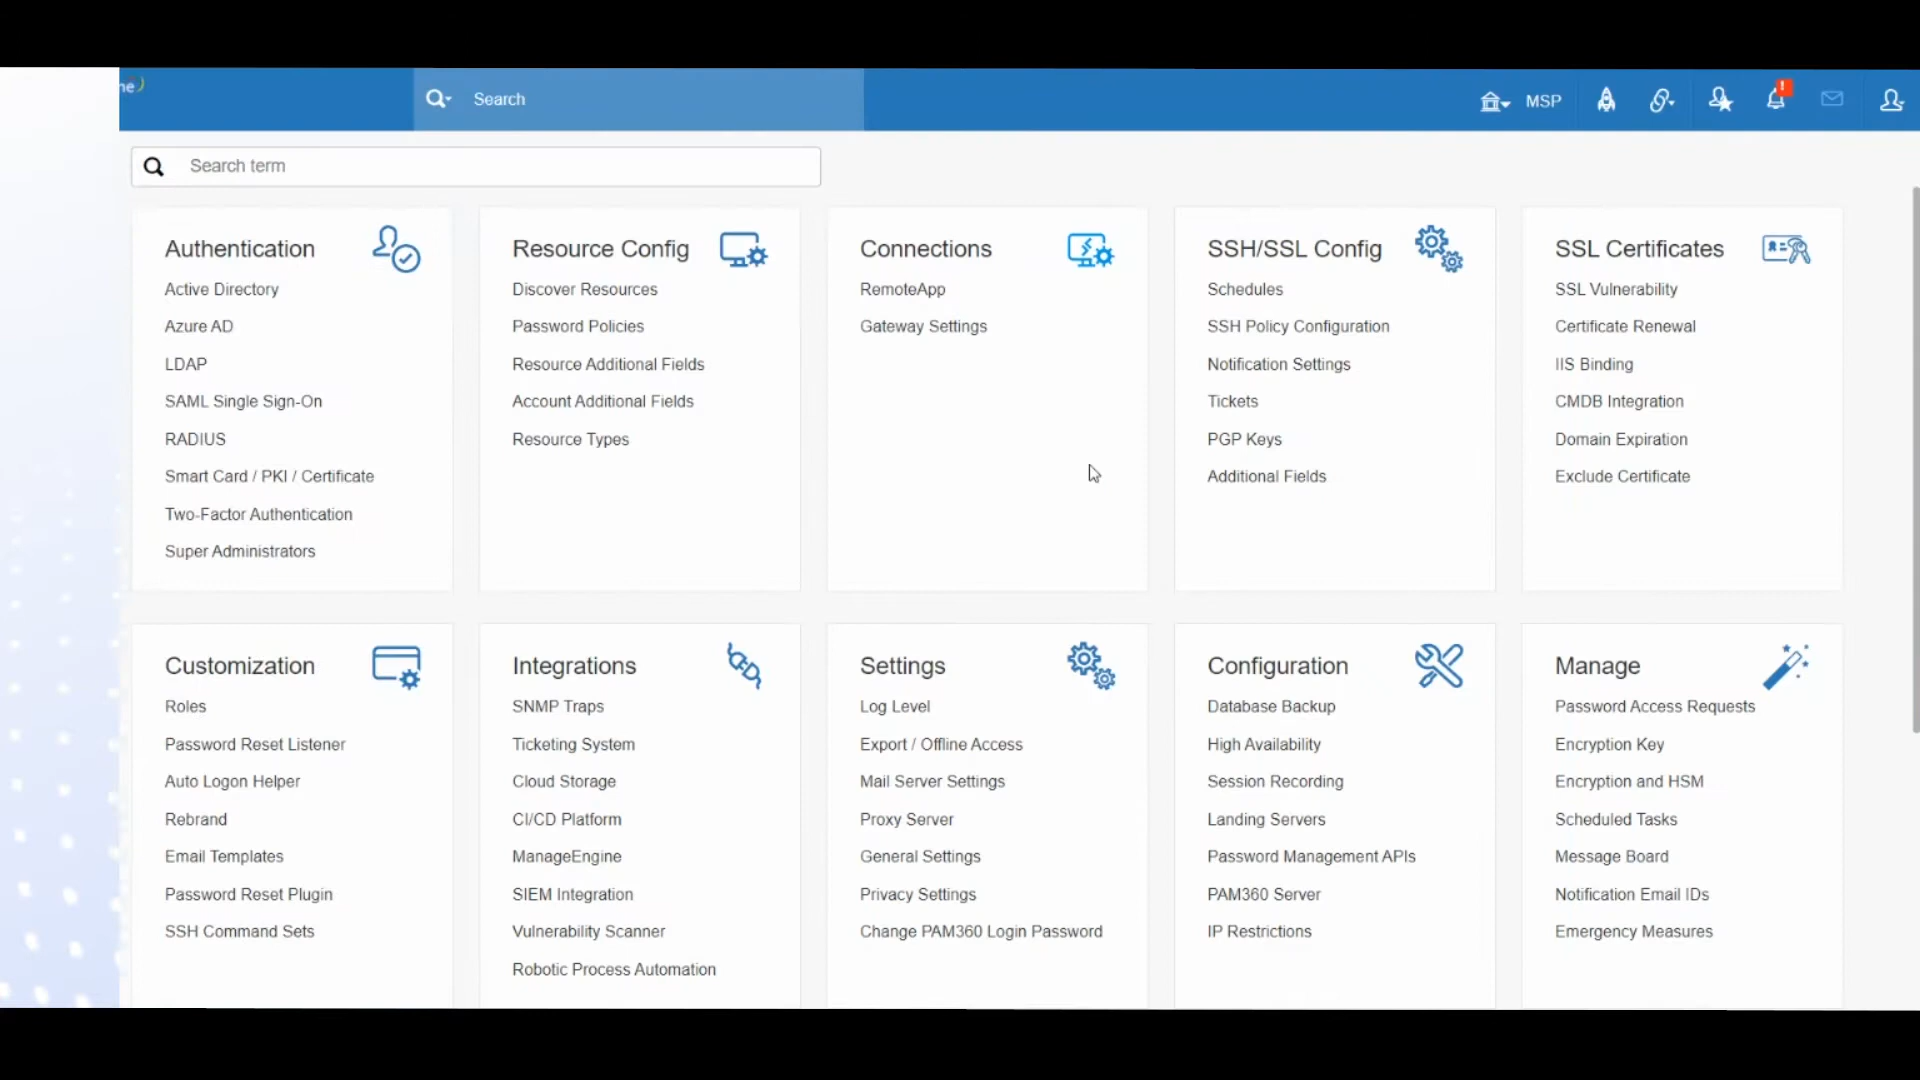 ne
Search
MSP
!
Search term
Authentication
Active Directory
Azure AD
LDAP
SAML Single Sign-On
RADIUS
Smart Card / PKI / Certificate
Two-Factor Authentication
Super Administrators
Resource Config
Discover Resources
Password Policies
Resource Additional Fields
Account Additional Fields
Resource Types
Connections
RemoteApp
Gateway Settings
SSH/SSL Config
Schedules
SSH Policy Configuration
Notification Settings
Tickets
PGP Keys
Additional Fields
SSL Certificates
SSL Vulnerability
Certificate Renewal
IIS Binding
CMDB Integration
Domain Expiration
Exclude Certificate
Customization
Roles
Password Reset Listener
Auto Logon Helper
Rebrand
Email Templates
Password Reset Plugin
SSH Command Sets
Integrations
SNMP Traps
Ticketing System
Cloud Storage
CI/CD Platform
ManageEngine
SIEM Integration
Vulnerability Scanner
Robotic Process Automation
Settings
Log Level
Export / Offline Access
Mail Server Settings
Proxy Server
General Settings
Privacy Settings
Change PAM360 Login Password
Configuration
Database Backup
High Availability
Session Recording
Landing Servers
Password Management APIs
PAM360 Server
IP Restrictions
Manage
Password Access Requests
Encryption Key
Encryption and HSM
Scheduled Tasks
Message Board
Notification Email IDs
Emergency Measures